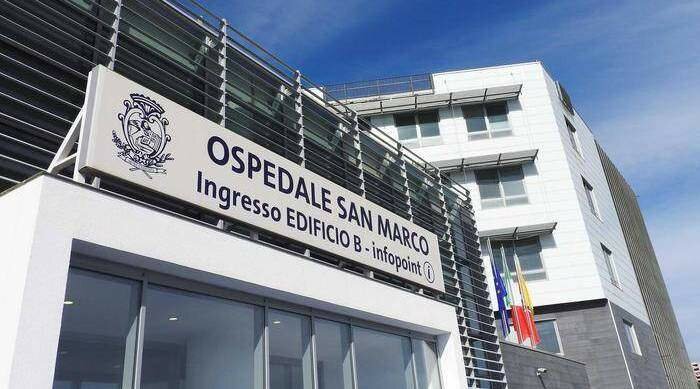 OSPEDALE SAN MARCO
Ingresso EDIFICIO B - infopoint i